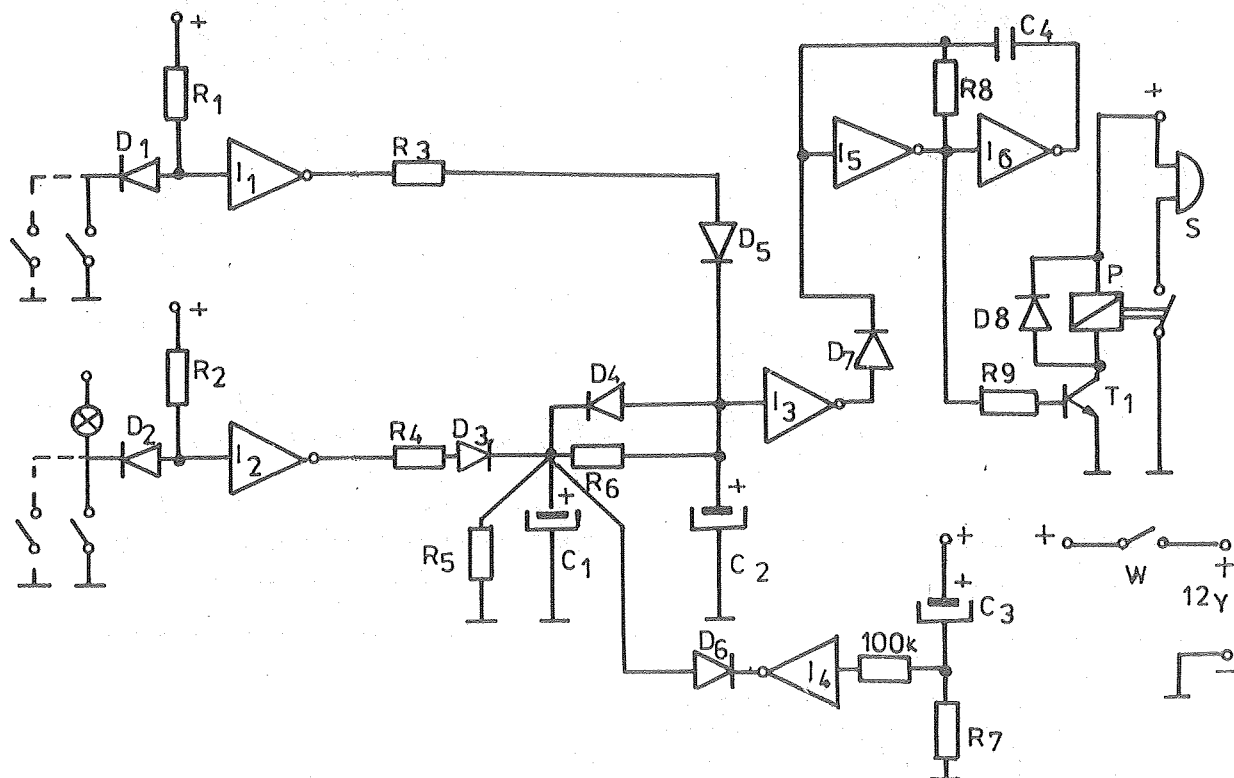 +
R1
D1
I1
R3
D5
+
R2
D2
I2
R4
D3
D4
R6
R5
+
C1
+
C2
I3
D7
I5
R8
I6
C4
+
S
P
D8
R9
T1
+
W
+
12V
-
+
+
C3
100k
I4
D6
R7